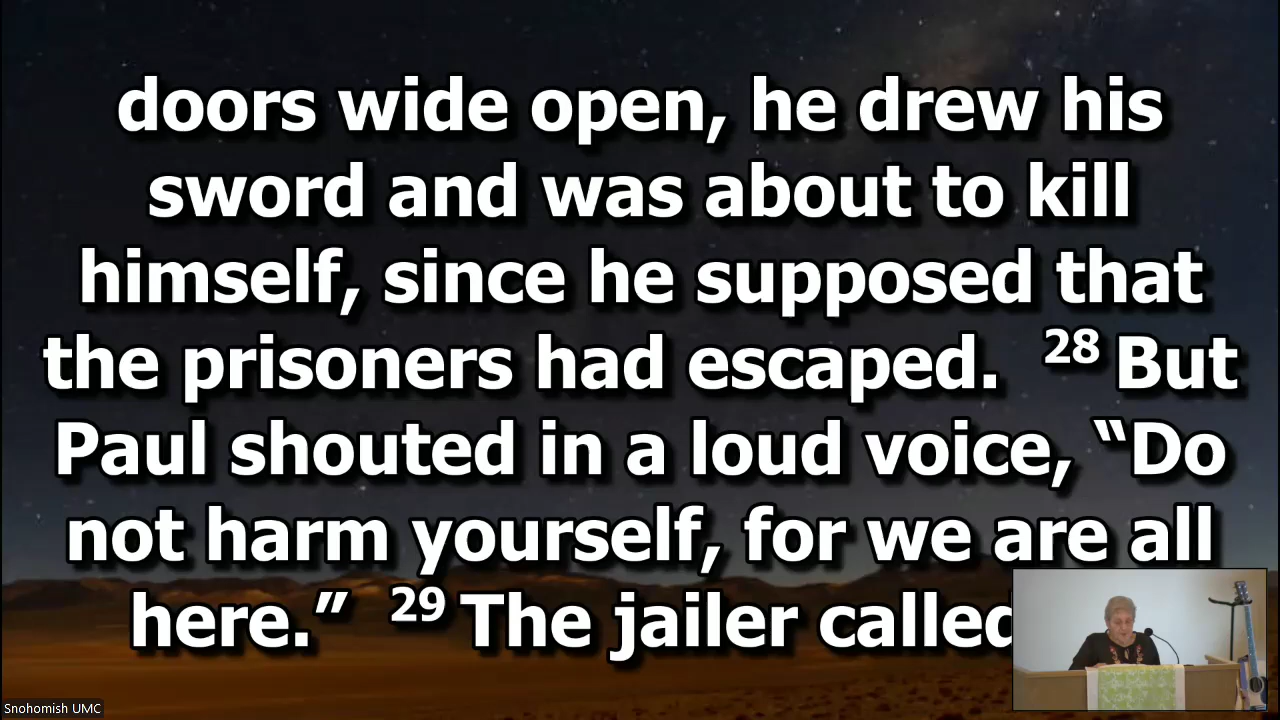 doors wide open, he drew his
sword and was about to kill
himself, since he supposed that
the prisoners had escaped. 28 But
Paul shouted in a loud voice, “Do
not harm yourself, for we are all
here.” 29 The jailer called
Snohomish UMC